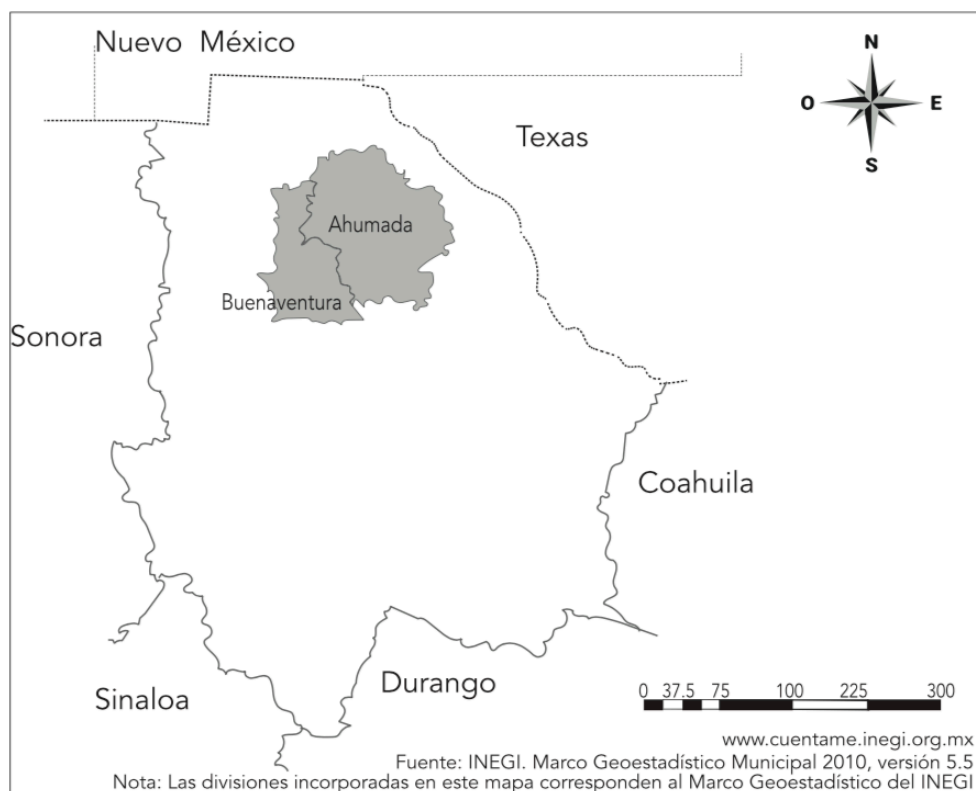 Nuevo México
N
O E
S
Texas
Ahumada
Buenaventura
Sonora
Coahuila
Durango
Sinaloa
0 37.5 75 100 225 300
www.cuentame.inegi.org.mx
Fuente: INEGI. Marco Geoestadístico Municipal 2010, versión 5.5
Nota: Las divisiones incorporadas en este mapa corresponden al Marco Geoestadístico del INEGI